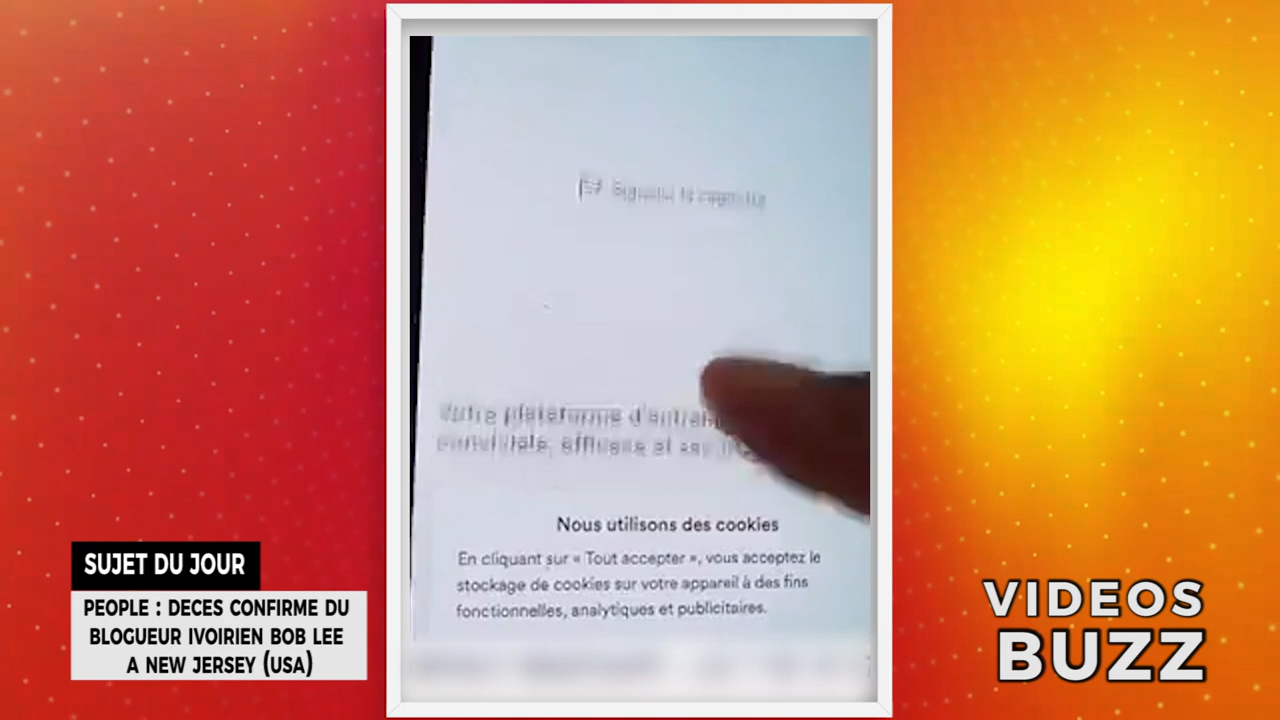 Votre plateforme
Nous utilisons des cookies
En cliquant sur « Tout accepter », vous acceptez le
stockage de cookies sur votre appareil à des fins
fonctionnelles, analytiques et publicitaires.
SUJET DU JOUR
PEOPLE : DECES CONFIRME DU
BLOGUEUR IVOIRIEN BOB LEE
A NEW JERSEY (USA)
VIDEOS
BUZZ